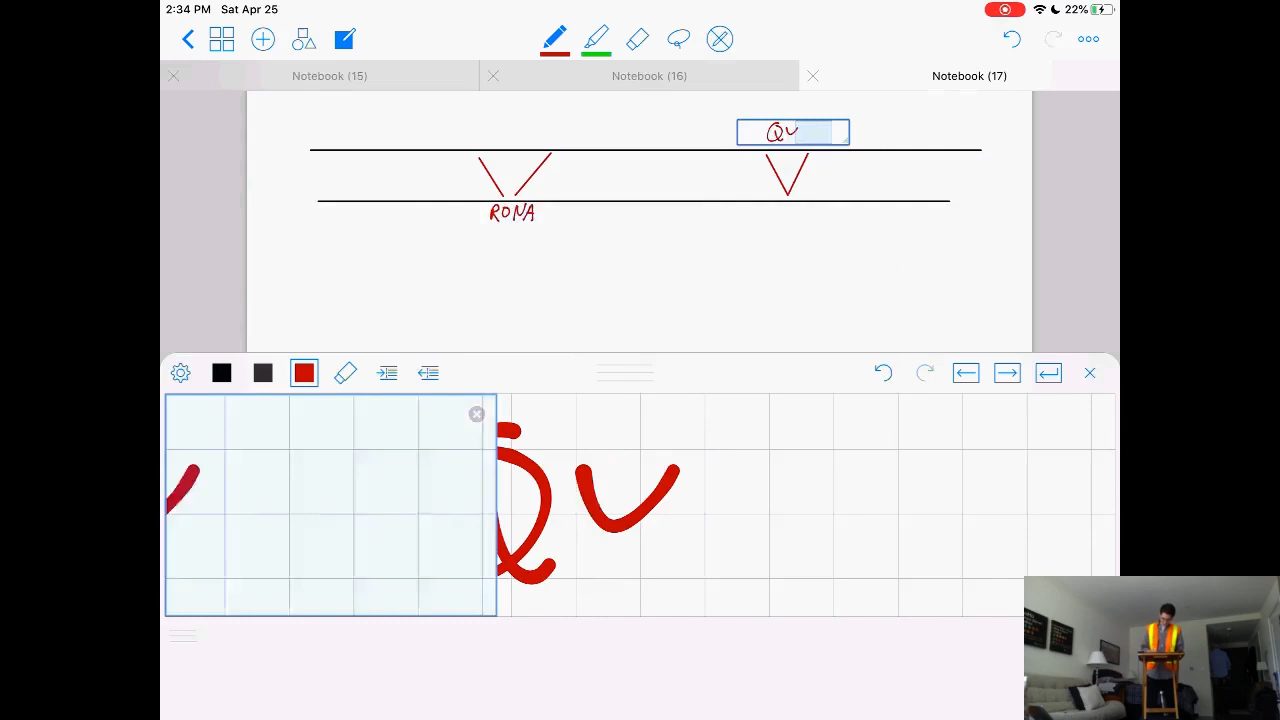 2:34 PM Sat Apr 25
22%
Notebook (15)
Notebook (16)
Notebook (17)
Qu
RONA
Qu